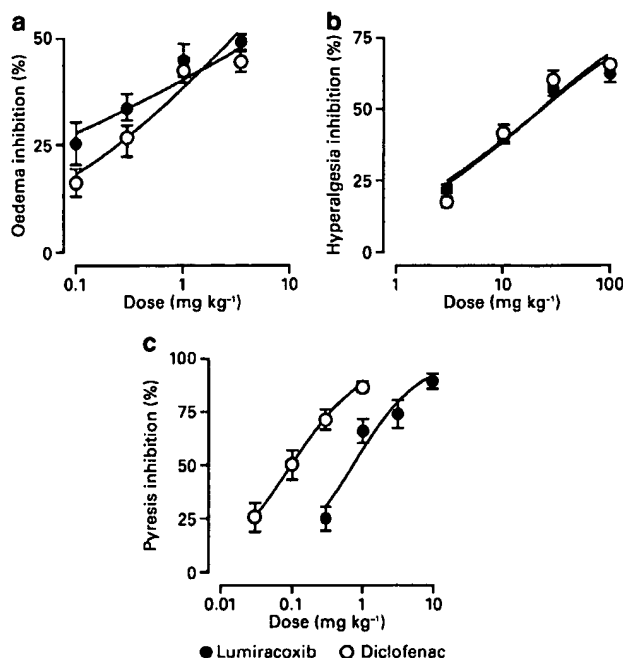 a
Oedema inhibition (%)
50
25
0
0.1 1 10
Dose (mg kg⁻¹)
b
Hyperalgesia inhibition (%)
75
50
25
0
1 10 100
Dose (mg kg⁻¹)
c
Pyresis inhibition (%)
100
75
50
25
0
0.01 0.1 1 10
Dose (mg kg⁻¹)
Lumiracoxib Diclofenac